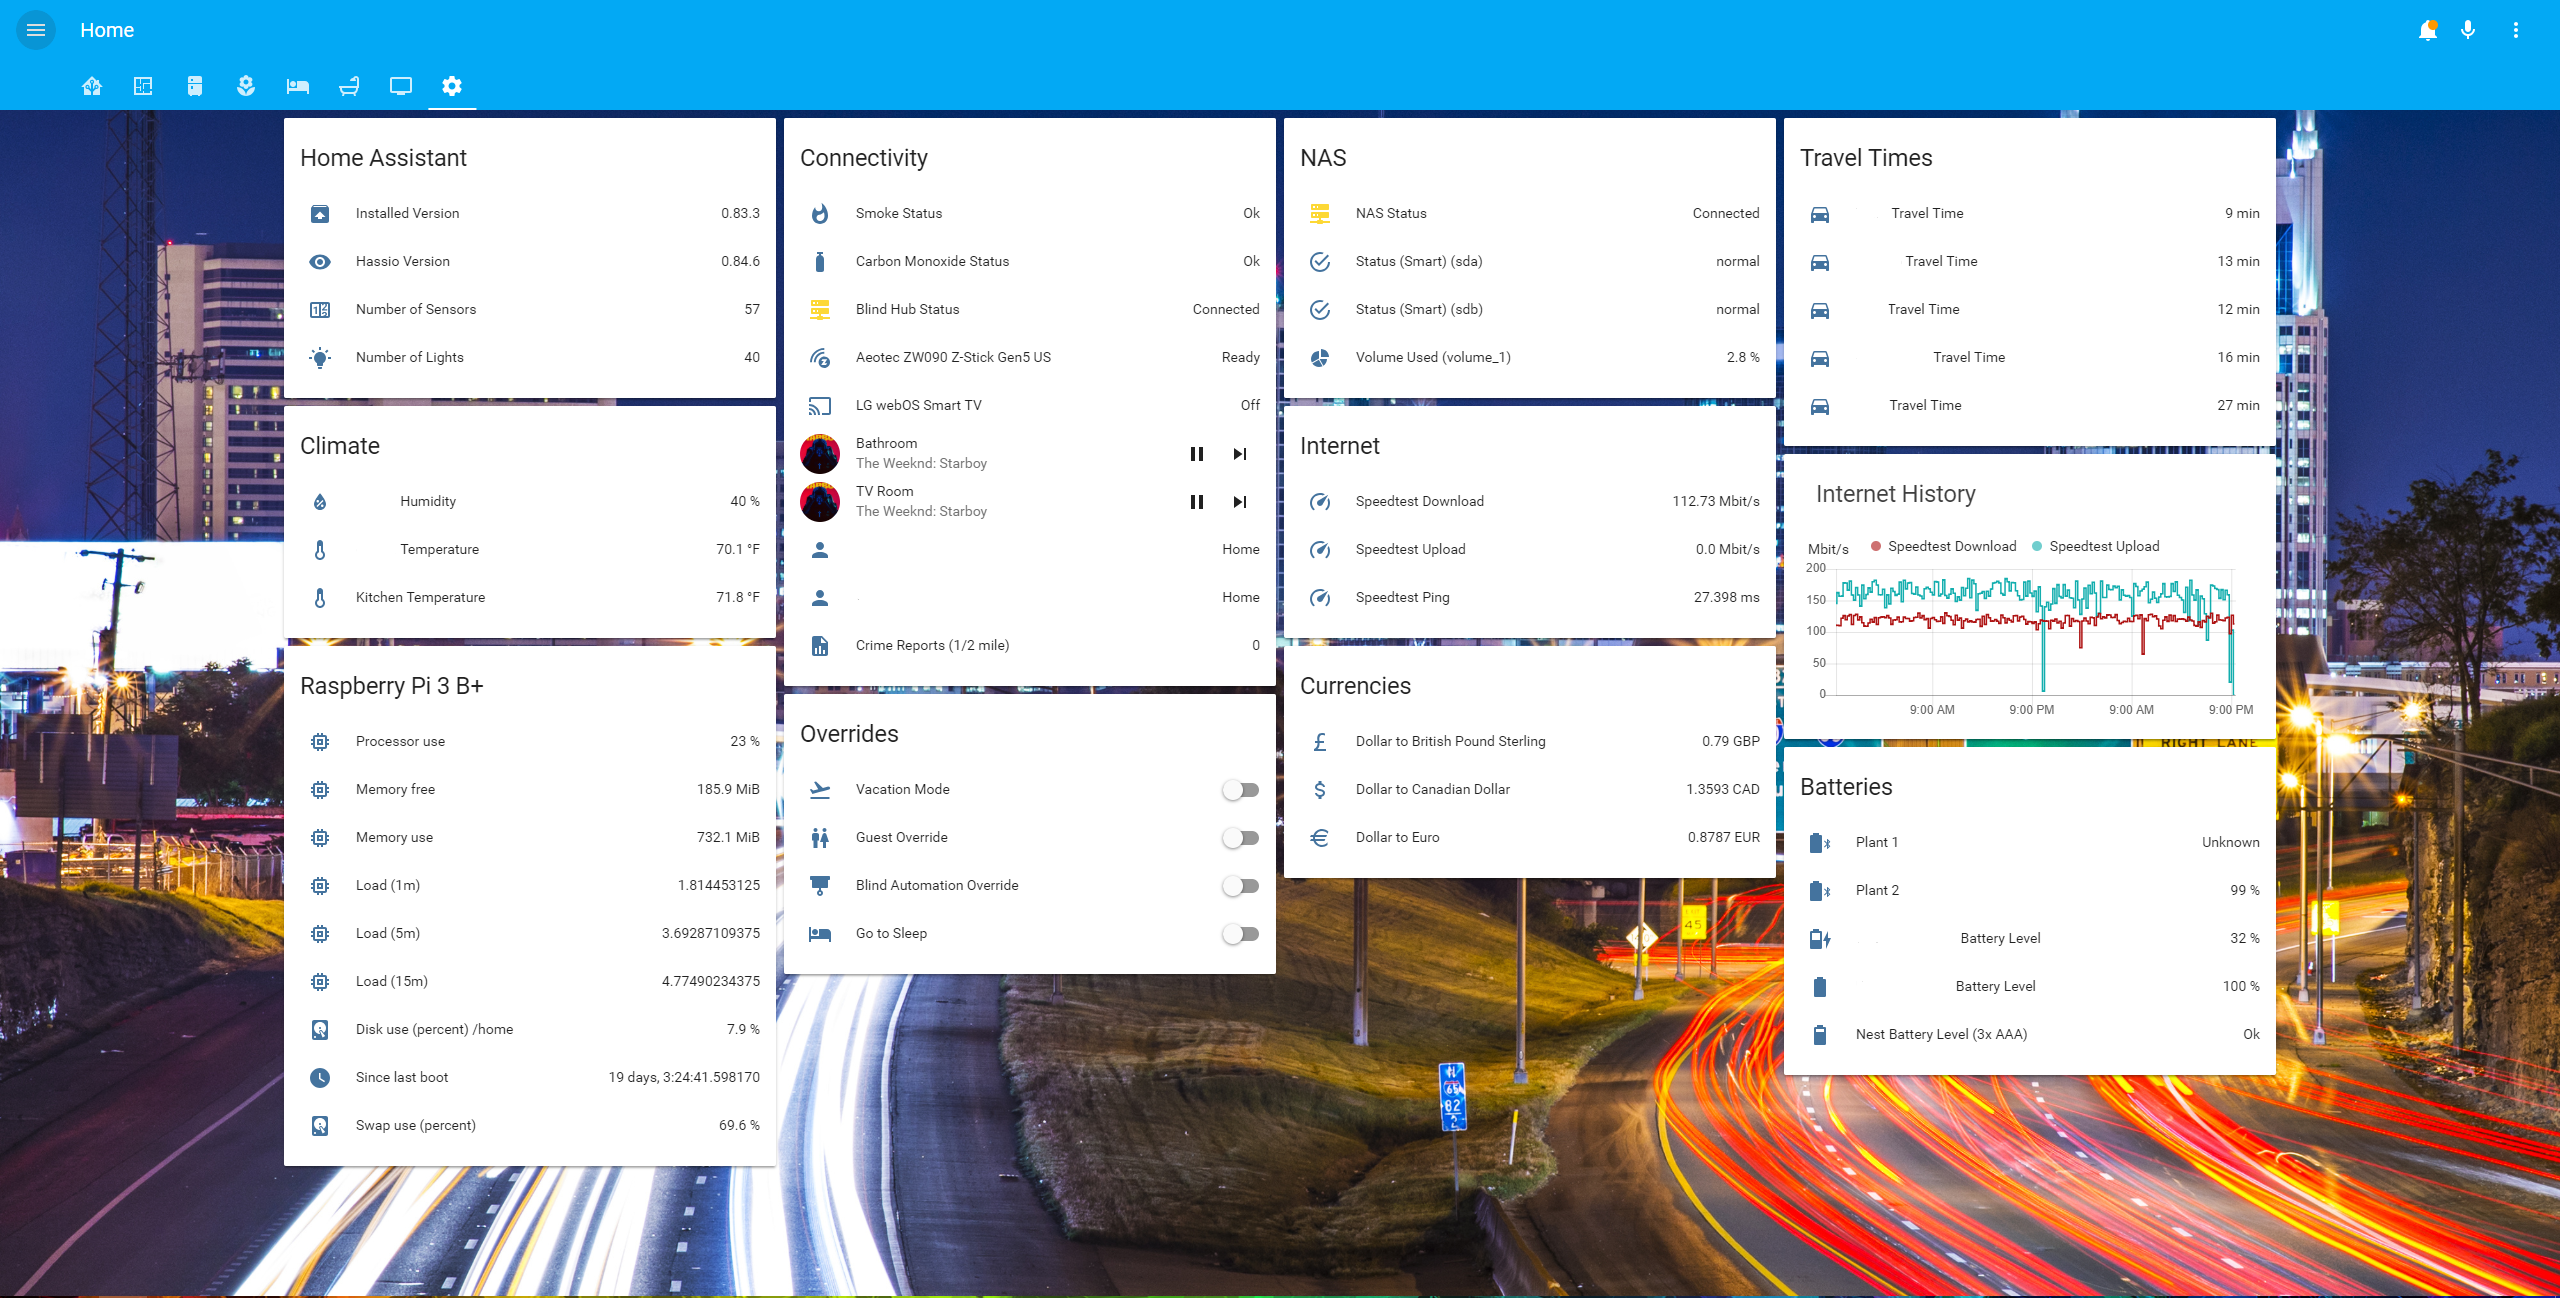 Home
Home Assistant
Installed Version 0.83.3
Hassio Version 0.84.6
Number of Sensors 57
Number of Lights 40
Climate
Humidity 40 %
Temperature 70.1 °F
Kitchen Temperature 71.8 °F
Raspberry Pi 3 B+
Processor use 23 %
Memory free 185.9 MiB
Memory use 732.1 MiB
Load (1m) 1.814453125
Load (5m) 3.69287109375
Load (15m) 4.77490234375
Disk use (percent) /home 7.9 %
Since last boot 19 days, 3:24:41.598170
Swap use (percent) 69.6 %
Connectivity
Smoke Status Ok
Carbon Monoxide Status Ok
Blind Hub Status Connected
Aeotec ZW090 Z-Stick Gen5 US Ready
LG webOS Smart TV Off
Bathroom
The Weeknd: Starboy
TV Room
The Weeknd: Starboy
Home
Home
Crime Reports (1/2 mile) 0
Overrides
Vacation Mode
Guest Override
Blind Automation Override
Go to Sleep
NAS
NAS Status Connected
Status (Smart) (sda) normal
Status (Smart) (sdb) normal
Volume Used (volume_1) 2.8 %
Internet
Speedtest Download 112.73 Mbit/s
Speedtest Upload 0.0 Mbit/s
Speedtest Ping 27.398 ms
Currencies
Dollar to British Pound Sterling 0.79 GBP
Dollar to Canadian Dollar 1.3593 CAD
Dollar to Euro 0.8787 EUR
Travel Times
Travel Time 9 min
Travel Time 13 min
Travel Time 12 min
Travel Time 16 min
Travel Time 27 min
Internet History
Mbit/s Speedtest Download Speedtest Upload
200
150
100
50
0
9:00 AM 9:00 PM 9:00 AM 9:00 PM
RIGHT LANE
Batteries
Plant 1 Unknown
Plant 2 99 %
Battery Level 32 %
Battery Level 100 %
Nest Battery Level (3x AAA) Ok
45
65
82
2